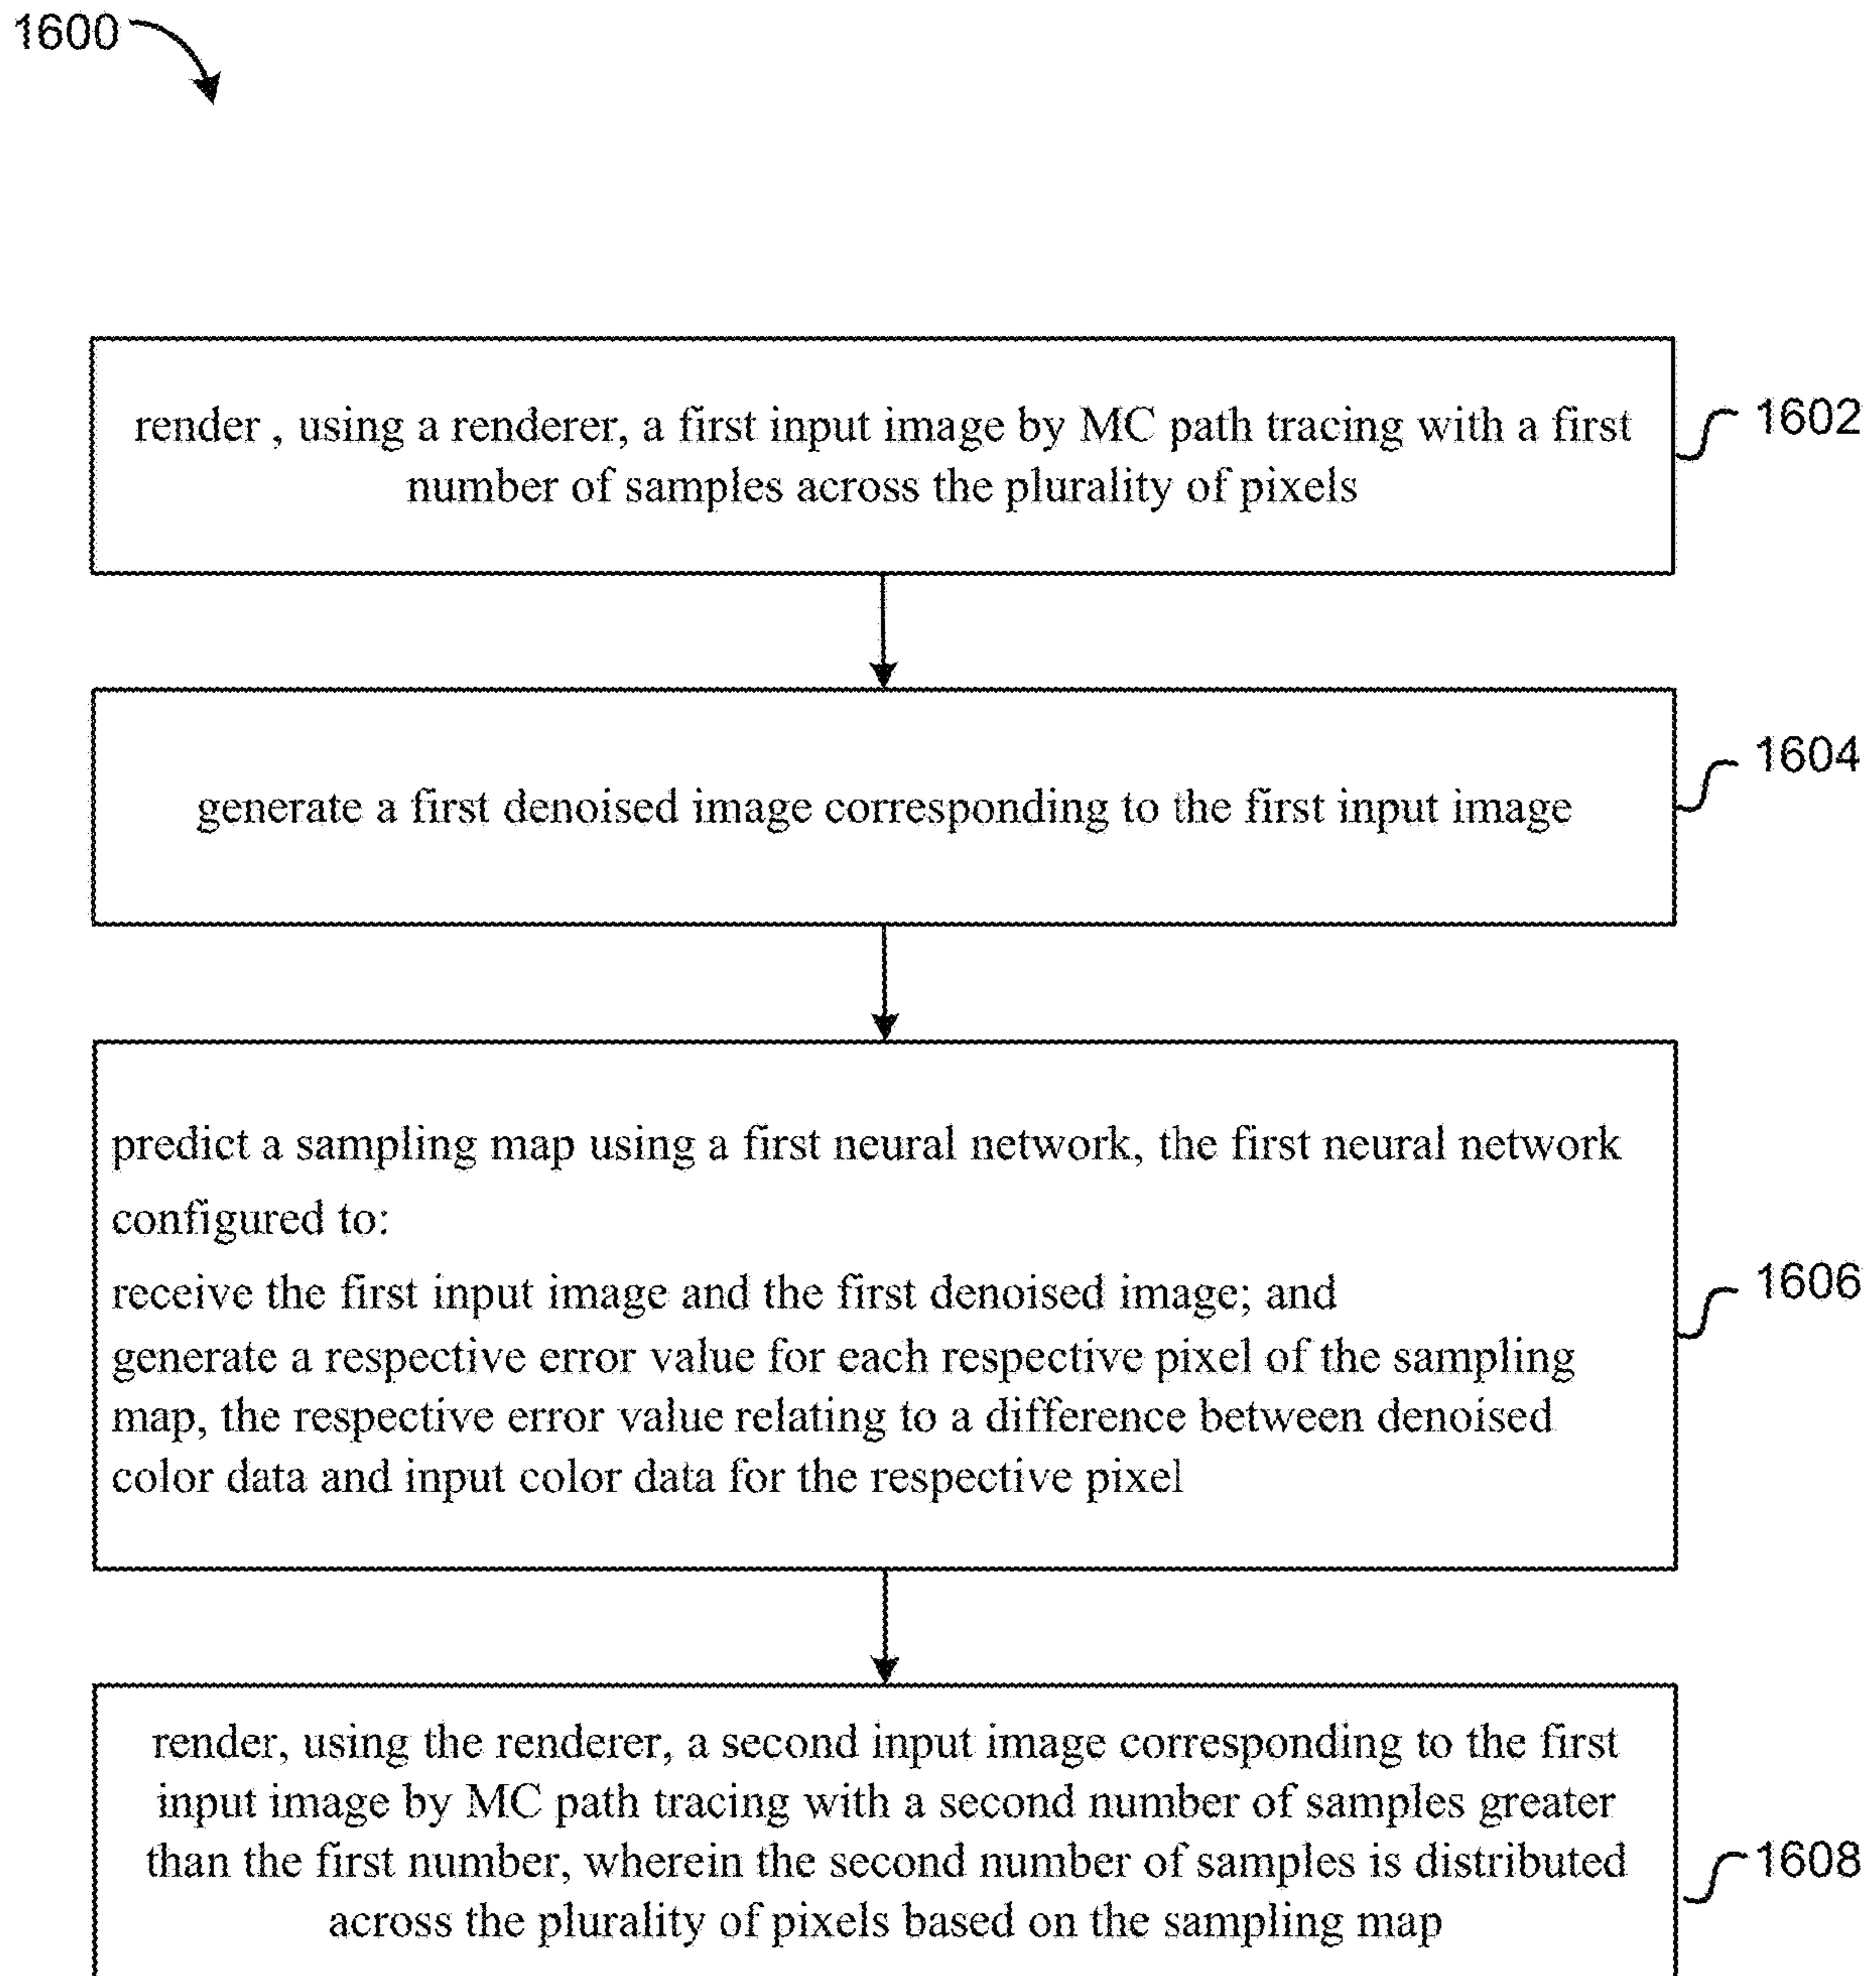 1600
render , using a renderer, a first input image by MC path tracing with a first
number of samples across the plurality of pixels
1602
generate a first denoised image corresponding to the first input image
1604
predict a sampling map using a first neural network, the first neural network
configured to:
receive the first input image and the first denoised image; and
generate a respective error value for each respective pixel of the sampling
map, the respective error value relating to a difference between denoised
color data and input color data for the respective pixel
1606
render, using the renderer, a second input image corresponding to the first
input image by MC path tracing with a second number of samples greater
than the first number, wherein the second number of samples is distributed
across the plurality of pixels based on the sampling map
1608